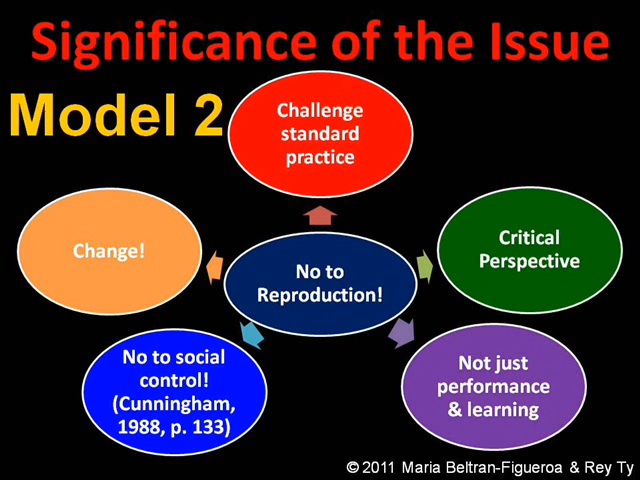 Significance of the Issue
Model 2
Challenge
standard
practice
Change!
Critical
Perspective
No to
Reproduction!
No to social
control!
(Cunningham,
1988, p. 133)
Not just
performance
& learning
© 2011 Maria Beltran-Figueroa & Rey Ty